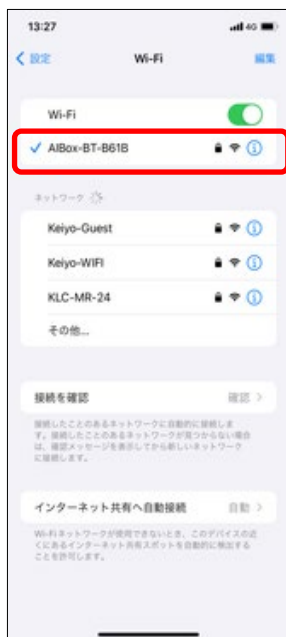 13:27
4G
設定
Wi-Fi
編集
Wi-Fi
AIBox-BT-B61B
ネットワーク
Keiyo-Guest
Keiyo-WIFI
KLC-MR-24
その他...
接続を確認
確認
接続したことのあるネットワークに自動的に接続しま
す。接続したことのあるネットワークが見つからない場合
は、確認メッセージを表示してから新しいネットワーク
に接続します。
インターネット共有へ自動接続
自動
Wi-Fiネットワークが使用できないとき、このデバイスの近
くにあるインターネット共有スポットを自動的に検出する
ことを許可します。